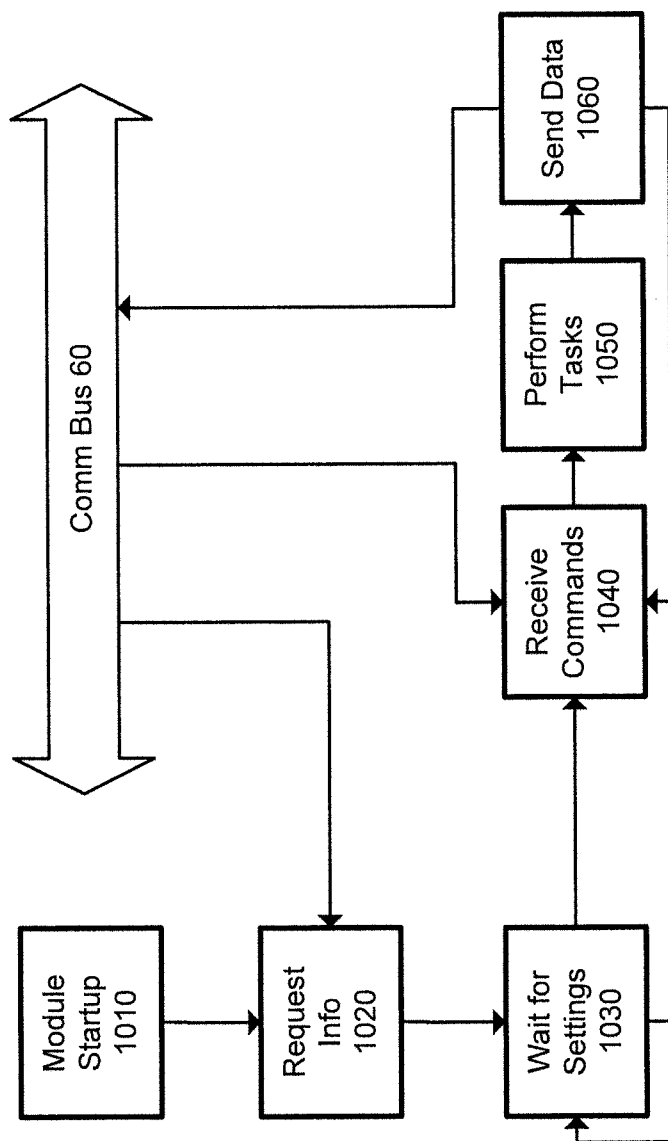 Comm Bus 60
Module
Startup
1010
Request
Info
1020
Wait for
Settings
1030
Receive
Commands
1040
Perform
Tasks
1050
Send Data
1060